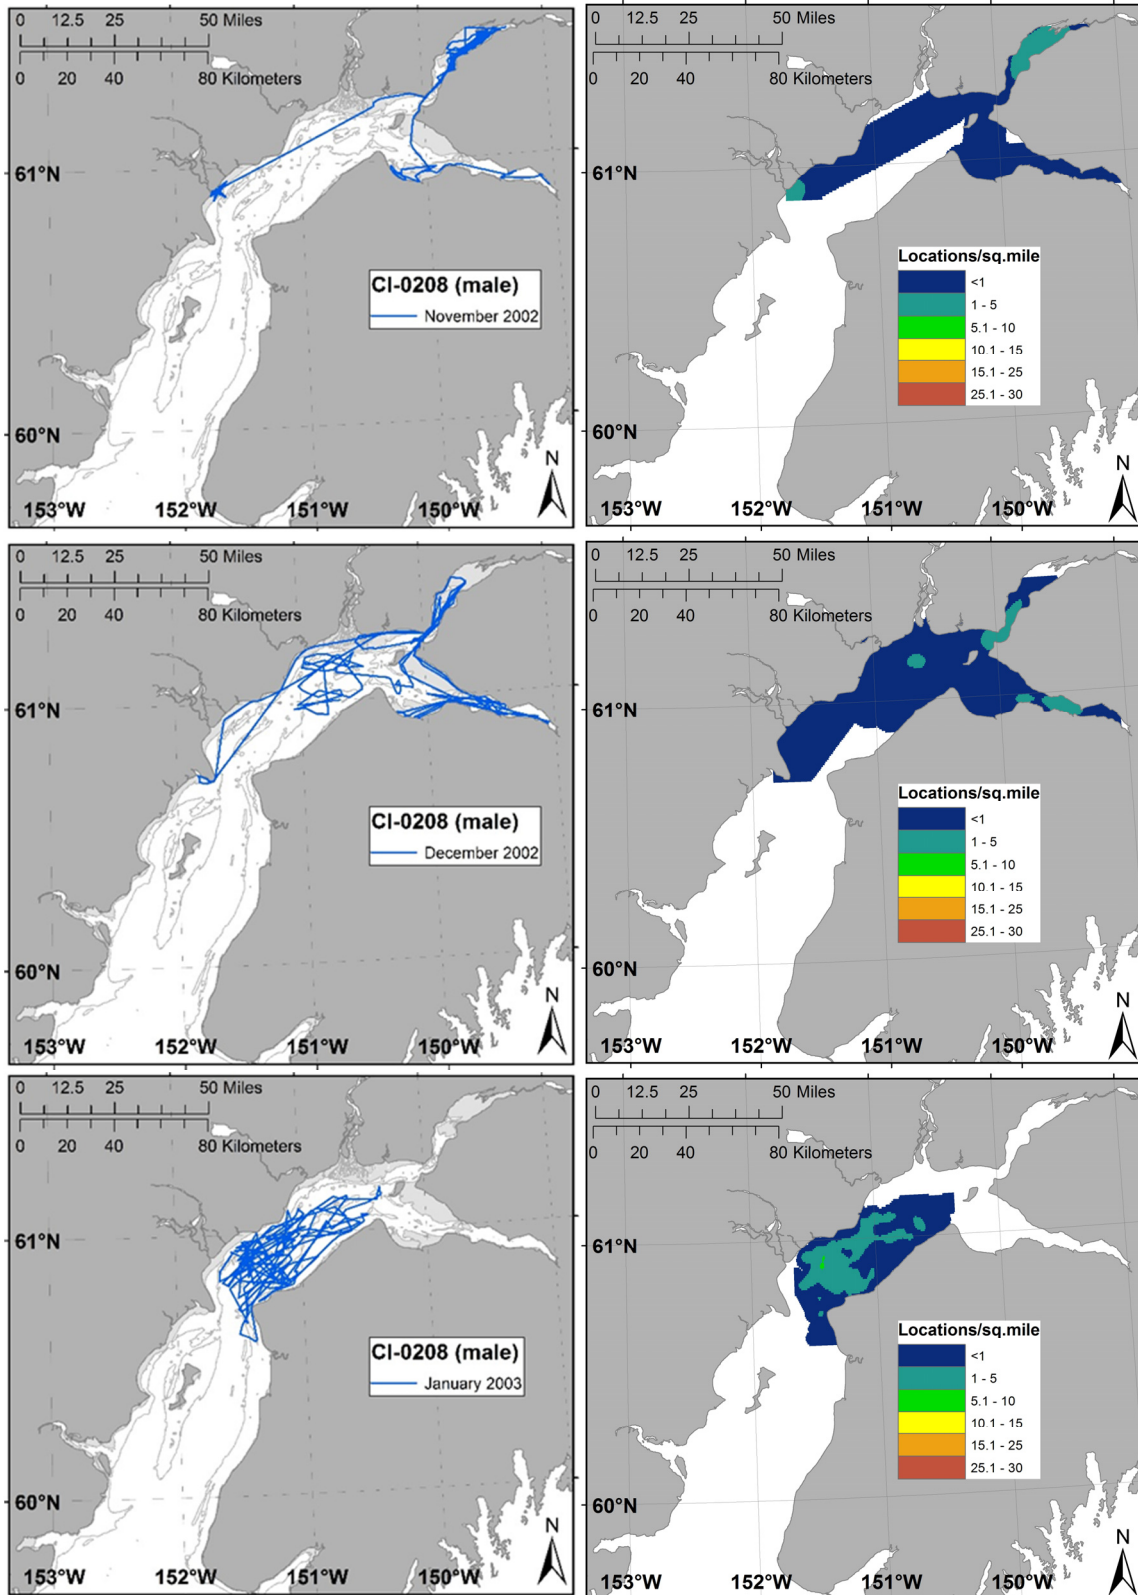 0 12.5 25 50 Miles
0 20 40 80 Kilometers
61°N
CI-0208 (male)
November 2002
60°N
N
153°W 152°W 151°W 150°W
0 12.5 25 50 Miles
0 20 40 80 Kilometers
61°N
Locations/sq.mile
<1
1 - 5
5.1 - 10
10.1 - 15
15.1 - 25
25.1 - 30
60°N
N
153°W 152°W 151°W 150°W
0 12.5 25 50 Miles
0 20 40 80 Kilometers
61°N
CI-0208 (male)
December 2002
60°N
N
153°W 152°W 151°W 150°W
0 12.5 25 50 Miles
0 20 40 80 Kilometers
61°N
Locations/sq.mile
<1
1 - 5
5.1 - 10
10.1 - 15
15.1 - 25
25.1 - 30
60°N
N
153°W 152°W 151°W 150°W
0 12.5 25 50 Miles
0 20 40 80 Kilometers
61°N
CI-0208 (male)
January 2003
60°N
N
153°W 152°W 151°W 150°W
0 12.5 25 50 Miles
0 20 40 80 Kilometers
61°N
Locations/sq.mile
<1
1 - 5
5.1 - 10
10.1 - 15
15.1 - 25
25.1 - 30
60°N
N
153°W 152°W 151°W 150°W